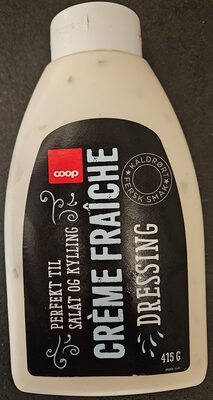 coop
PERFEKT TIL
SALAT OG KYLLING
CRÈME FRAÎCHE
DRESSING
KALDRØRT
FERSK SMAK
415 G